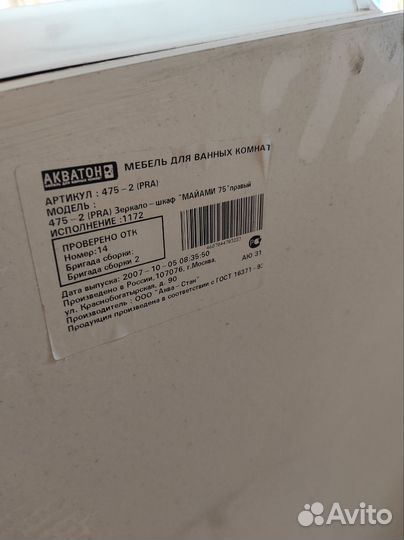 АКВАТОН МЕБЕЛЬ ДЛЯ ВАННЫХ КОМНАТ
АРТИКУЛ : 475-2 (PRA)
МОДЕЛЬ :
475-2 (PRA) Зеркало-шкаф "МАЙАМИ 75"правый
ИСПОЛНЕНИЕ :1172
ПРОВЕРЕНО ОТК
Номер:14
Бригада сборки:
Бригада сборки 2
Дата выпуска: 2007-10-05 08:35:50
АЮ 31
Произведено в России,107076, г.Москва,
ул. Краснобогатырская, д. 90
Производитель : ООО "Аква-Стан"
Продукция произведена в соответствии с ГОСТ 16371-93
Avito